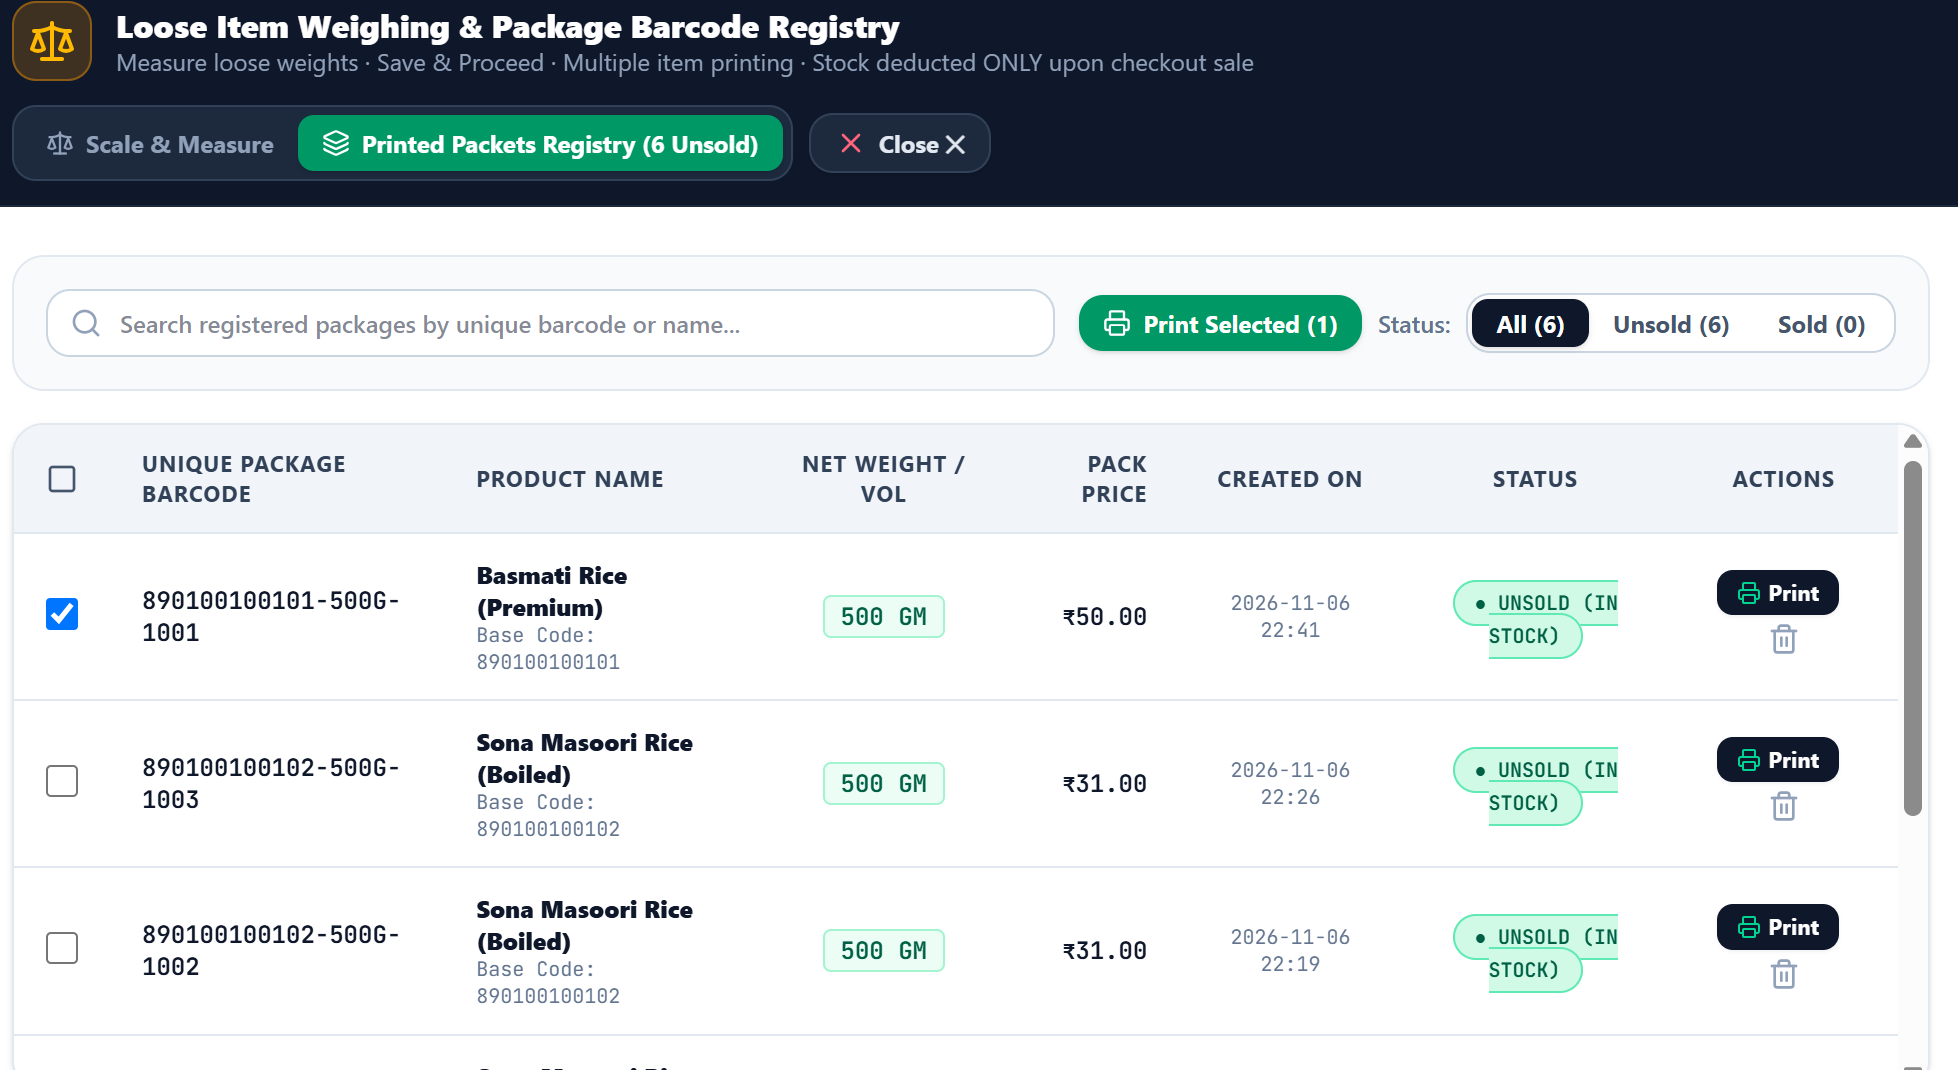 Loose Item Weighing & Package Barcode Registry
Measure loose weights · Save & Proceed · Multiple item printing · Stock deducted ONLY upon checkout sale
Scale & Measure
Printed Packets Registry (6 Unsold)
Close
Search registered packages by unique barcode or name...
Print Selected (1)
Status:
All (6)
Unsold (6)
Sold (0)
UNIQUE PACKAGE
BARCODE
PRODUCT NAME
NET WEIGHT /
VOL
PACK
PRICE
CREATED ON
STATUS
ACTIONS
890100100101-500G-
1001
Basmati Rice
(Premium)
Base Code:
890100100101
500 GM
₹50.00
2026-11-06
22:41
● UNSOLD (IN
STOCK)
Print
890100100102-500G-
1003
Sona Masoori Rice
(Boiled)
Base Code:
890100100102
500 GM
₹31.00
2026-11-06
22:26
● UNSOLD (IN
STOCK)
Print
890100100102-500G-
1002
Sona Masoori Rice
(Boiled)
Base Code:
890100100102
500 GM
₹31.00
2026-11-06
22:19
● UNSOLD (IN
STOCK)
Print